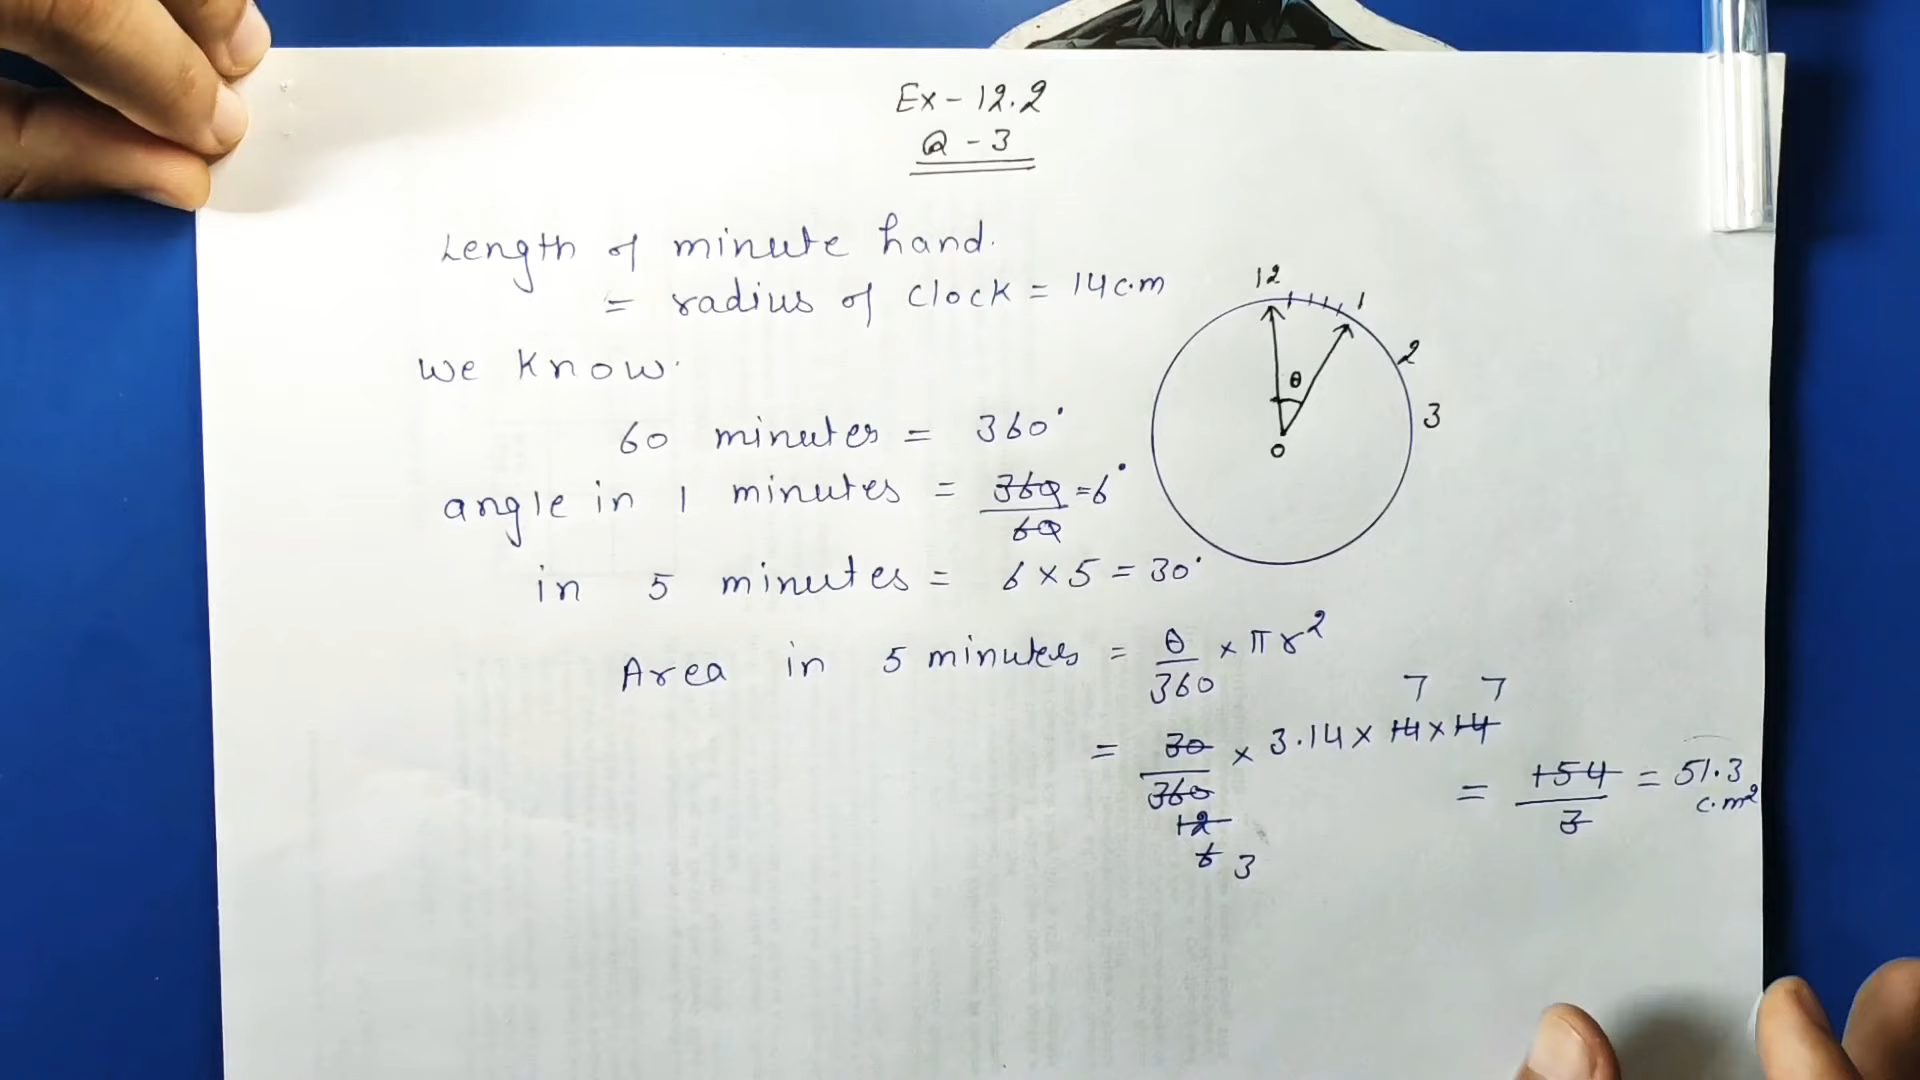 Ex - 12.2
Q - 3
Length of minute hand.
= radius of clock = 14 c.m
12
1
2
3
θ
O
We know.
60 minutes = 360°
angle in 1 minutes = 360/60 = 6°
in 5 minutes = 6 × 5 = 30°
Area in 5 minutes = θ/360 × πr²
7 7
= 30/360 × 3.14 × 14 × 14
12
6 3
= 154/3 = 51.3 c.m²